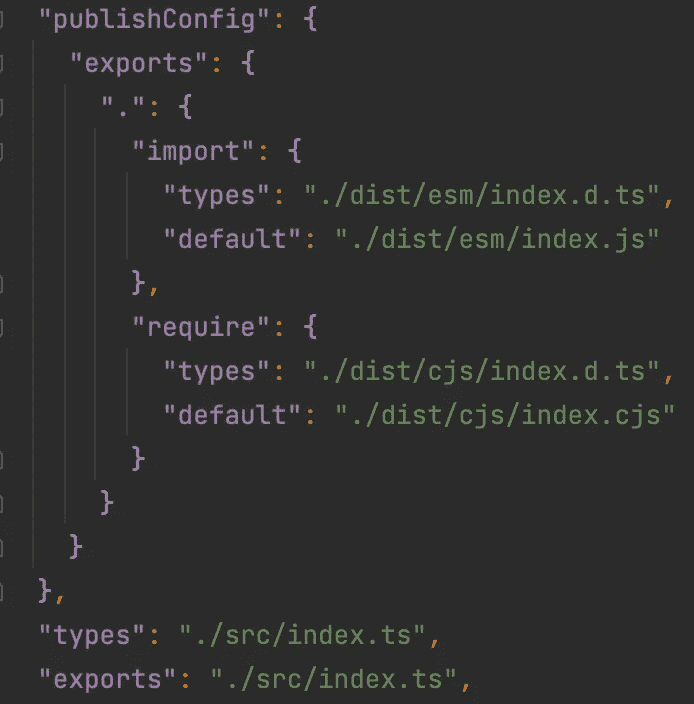 "publishConfig": {
  "exports": {
    ".": {
      "import": {
        "types": "./dist/esm/index.d.ts",
        "default": "./dist/esm/index.js"
      },
      "require": {
        "types": "./dist/cjs/index.d.ts",
        "default": "./dist/cjs/index.cjs"
      }
    }
  }
},
"types": "./src/index.ts",
"exports": "./src/index.ts",